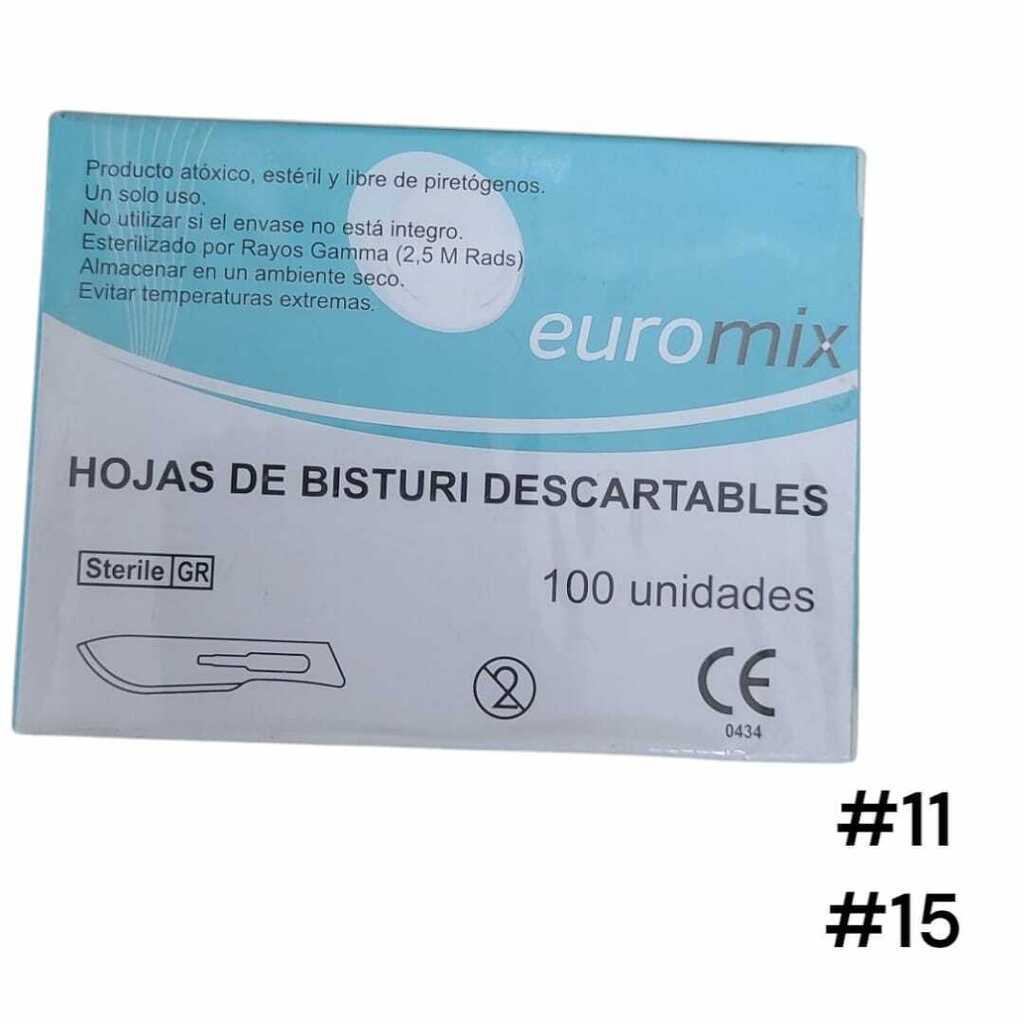 Producto atóxico, estéril y libre de piretógenos.
Un solo uso.
No utilizar si el envase no está integro.
Esterilizado por Rayos Gamma (2,5 M Rads)
Almacenar en un ambiente seco.
Evitar temperaturas extremas.
euromix
HOJAS DE BISTURI DESCARTABLES
Sterile GR
100 unidades
2
CE
0434
#11
#15